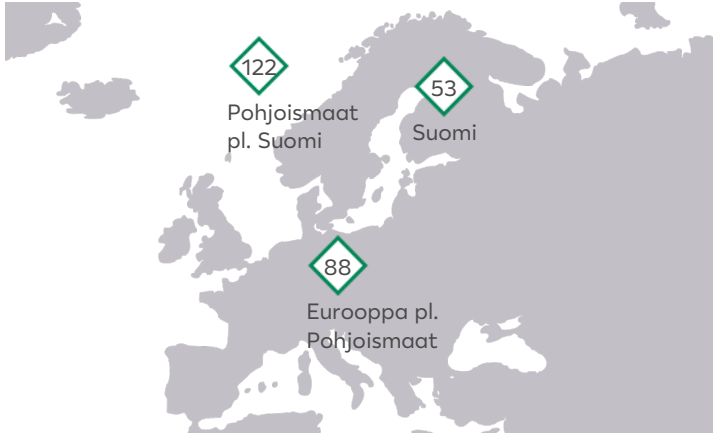 122
Pohjoismaat
pl. Suomi
53
Suomi
88
Eurooppa pl.
Pohjoismaat